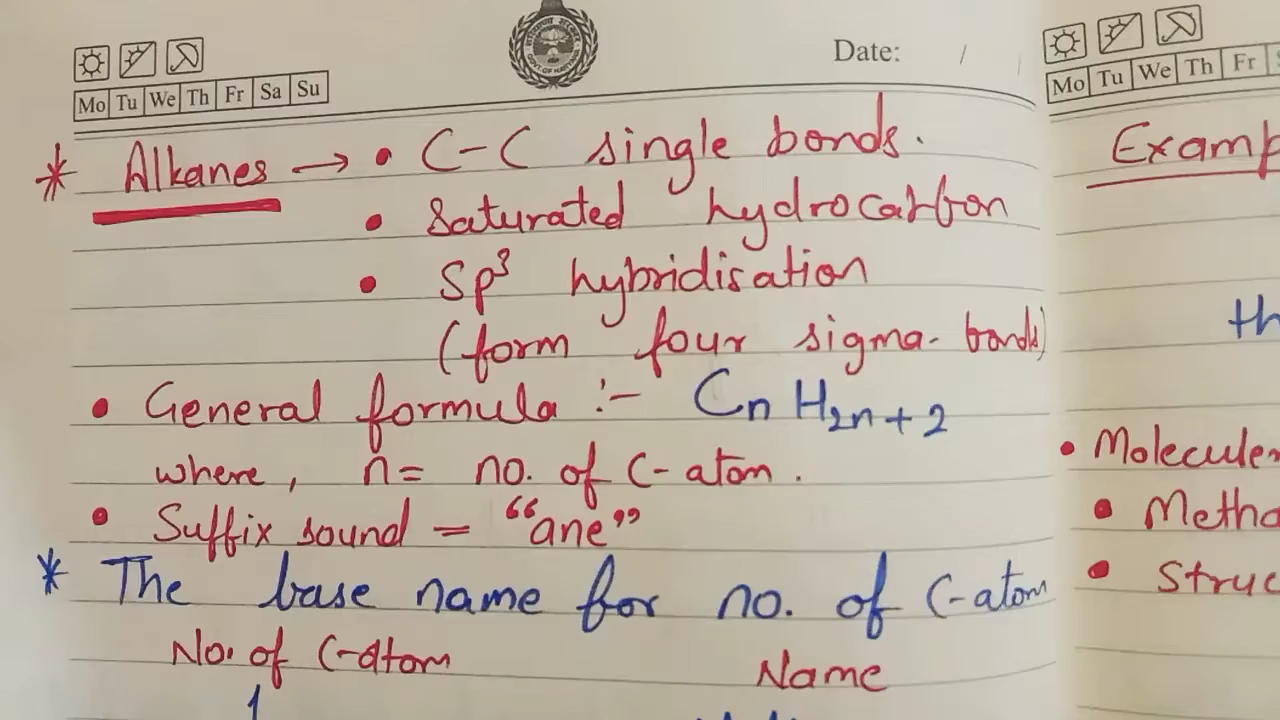 Date: /
Mo Tu We Th Fr Sa Su
* Alkanes → • C-C single bonds.
• Saturated hydrocarbon
• Sp³ hybridisation
(form four sigma. bonds)
• General formula :- CnH2n+2
where, n= no. of C-atom.
• Suffix sound = "ane"
* The base name for no. of C-atom
No. of C-atom Name
1
Mo Tu We Th Fr
Examp
th
• Molecular
• Metha
• Struc